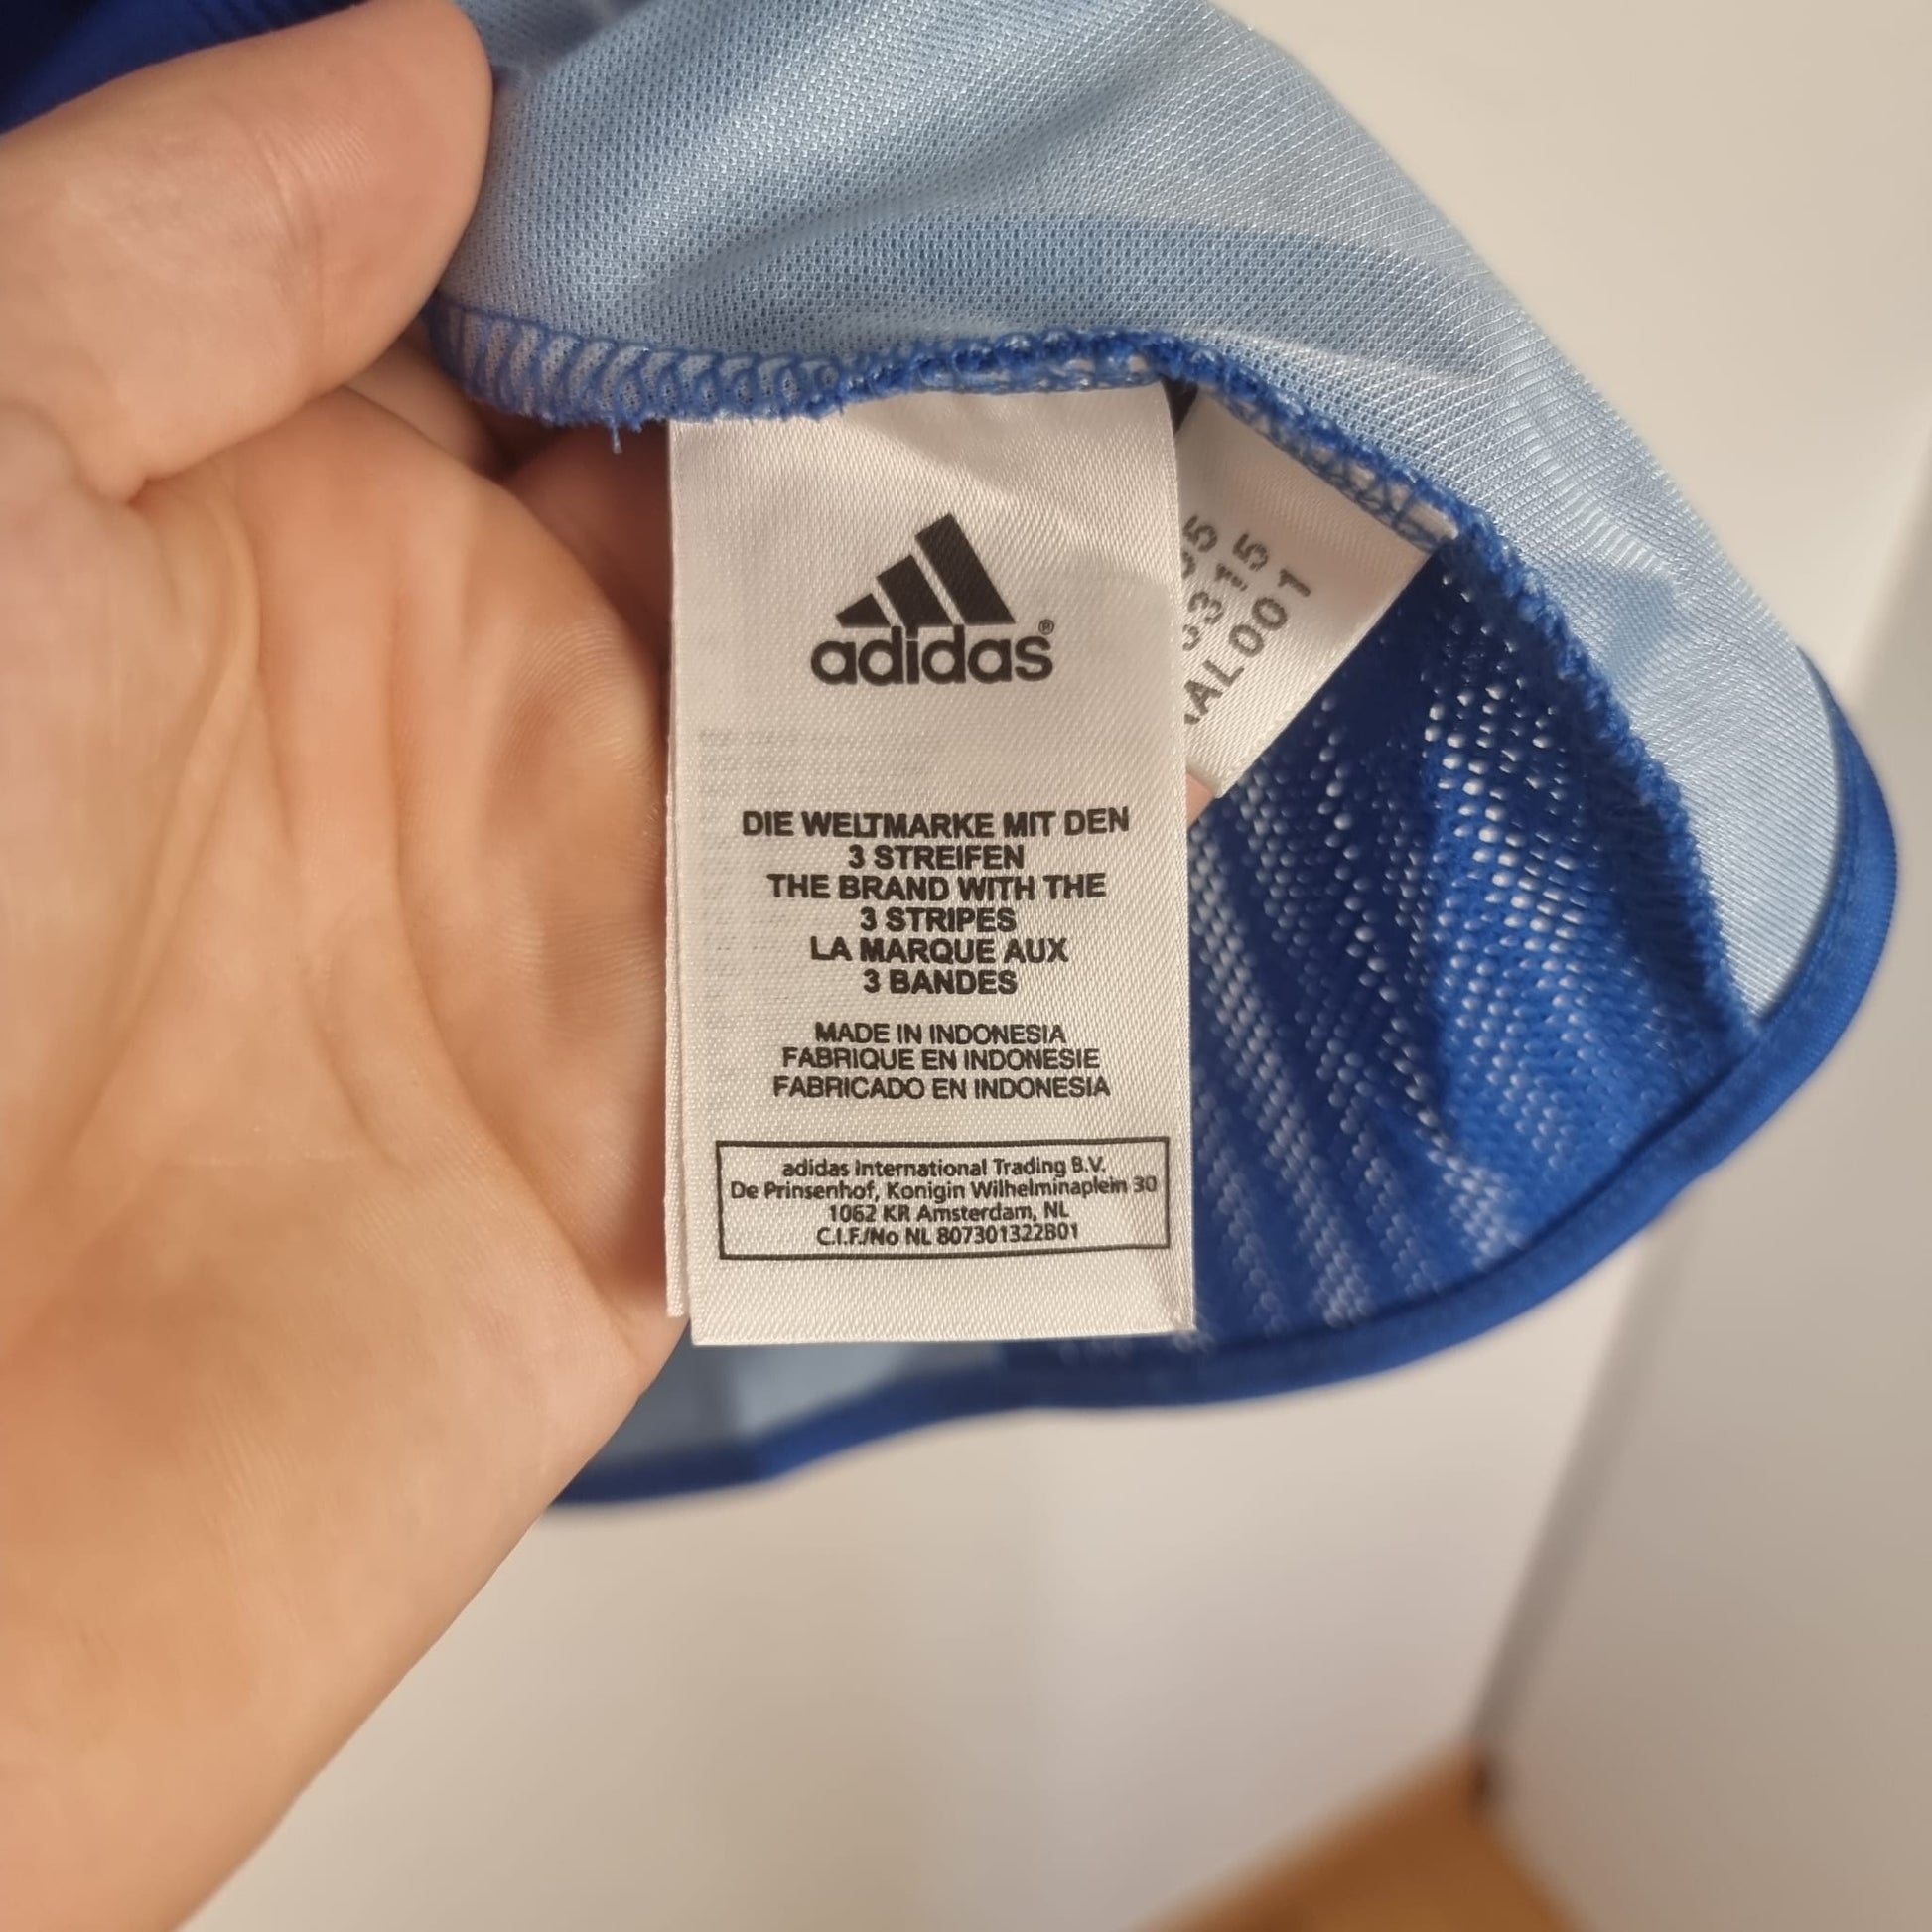 adidas®
DIE WELTMARKE MIT DEN
3 STREIFEN
THE BRAND WITH THE
3 STRIPES
LA MARQUE AUX
3 BANDES
MADE IN INDONESIA
FABRIQUE EN INDONESIE
FABRICADO EN INDONESIA
adidas International Trading B.V.
De Prinsenhof, Konigin Wilhelminaplein 30
1062 KR Amsterdam, NL
C.I.F./No NL 807301322B01